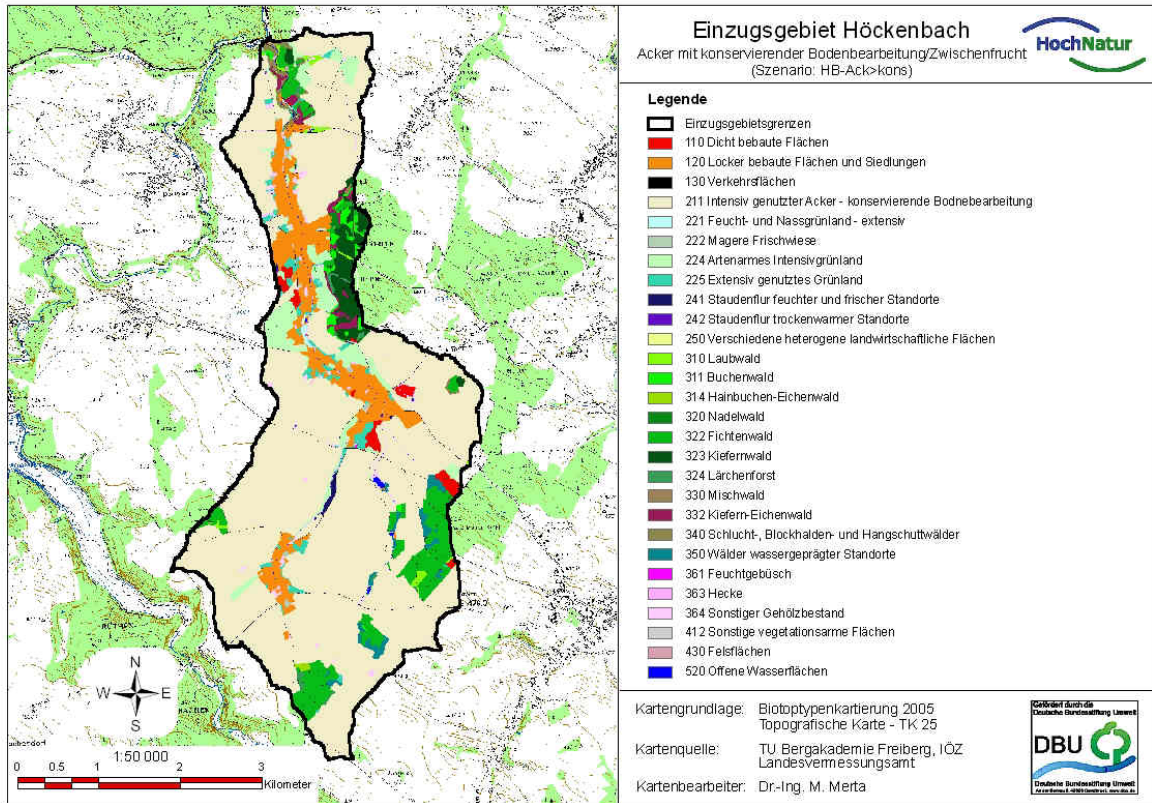 Einzugsgebiet Höckenbach
Acker mit konservierender Bodenbearbeitung/Zwischenfrucht
(Szenario: HB-Ack>kons)
HochNatur
Legende
Einzugsgebietsgrenzen
110 Dicht bebaute Flächen
120 Locker bebaute Flächen und Siedlungen
130 Verkehrsflächen
211 Intensiv genutzter Acker - konservierende Bodnebearbeitung
221 Feucht- und Nassgrünland - extensiv
222 Magere Frischwiese
224 Artenarmes Intensivgrünland
225 Extensiv genutztes Grünland
241 Staudenflur feuchter und frischer Standorte
242 Staudenflur trockenwarmer Standorte
250 Verschiedene heterogene landwirtschaftliche Flächen
310 Laubwald
311 Buchenwald
314 Hainbuchen-Eichenwald
320 Nadelwald
322 Fichtenwald
323 Kiefernwald
324 Lärchenforst
330 Mischwald
332 Kiefern-Eichenwald
340 Schlucht-, Blockhalden- und Hangschuttwälder
350 Wälder wassergeprägter Standorte
361 Feuchtgebüsch
363 Hecke
364 Sonstiger Gehölzbestand
412 Sonstige vegetationsarme Flächen
430 Felsflächen
520 Offene Wasserflächen
Kartengrundlage: Biotoptypenkartierung 2005
Topografische Karte - TK 25
Kartenquelle: TU Bergakademie Freiberg, IÖZ
Landesvermessungsamt
Kartenbearbeiter: Dr.-Ing. M. Merta
Gefördert durch die
Deutsche Bundesstiftung Umwelt
DBU
Deutsche Bundesstiftung Umwelt
N
W E
S
1:50 000
0 0.5 1 2 3
Kilometer